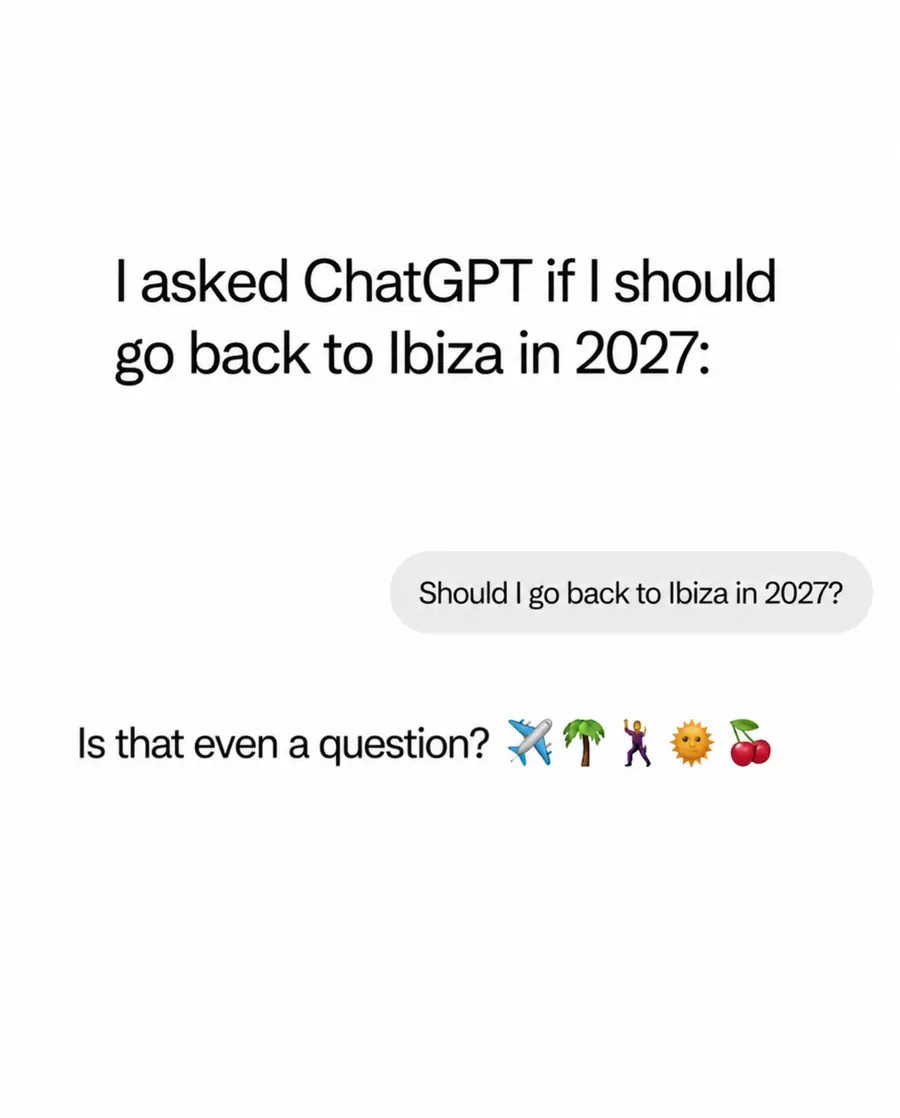 I asked ChatGPT if I should
go back to Ibiza in 2027:
Should I go back to Ibiza in 2027?
Is that even a question? ✈️🌴🕺🌞🍒